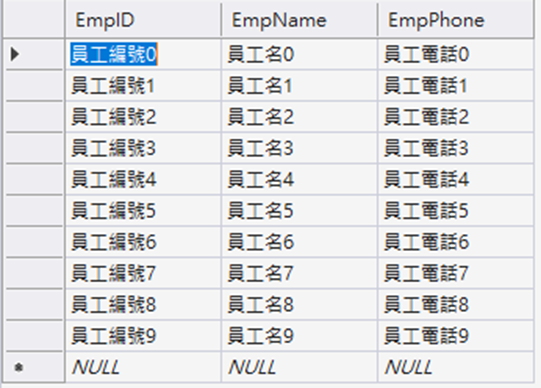 EmpID EmpName EmpPhone
員工編號0 員工名0 員工電話0
員工編號1 員工名1 員工電話1
員工編號2 員工名2 員工電話2
員工編號3 員工名3 員工電話3
員工編號4 員工名4 員工電話4
員工編號5 員工名5 員工電話5
員工編號6 員工名6 員工電話6
員工編號7 員工名7 員工電話7
員工編號8 員工名8 員工電話8
員工編號9 員工名9 員工電話9
NULL NULL NULL